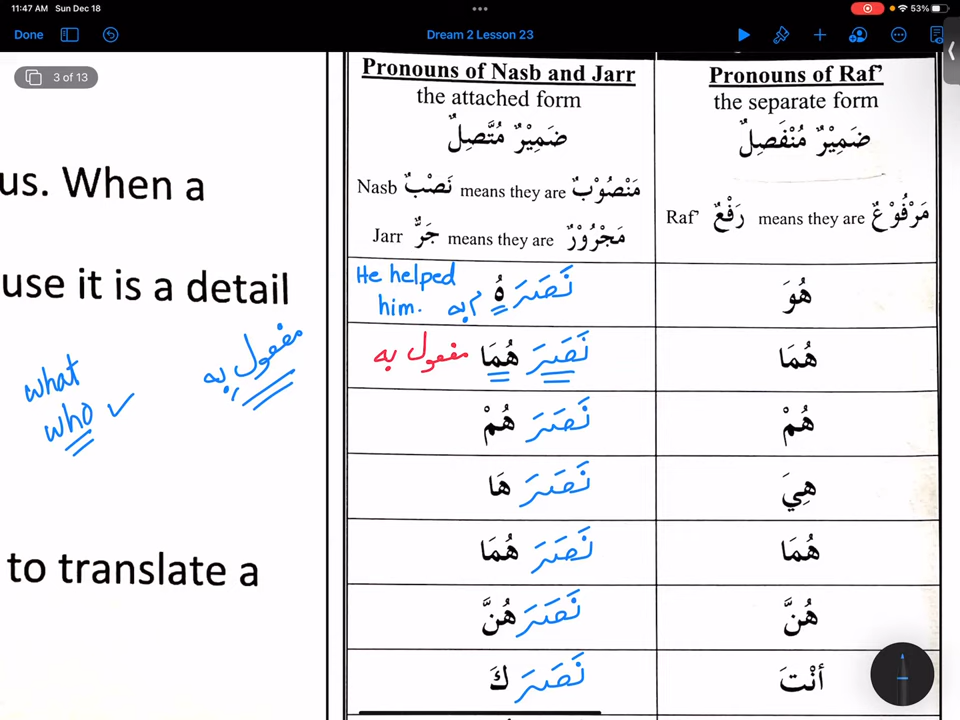 11:47 AM Sun Dec 18
53%
Done
Dream 2 Lesson 23
3 of 13
us. When a
use it is a detail
what
who
مفعول به
to translate a
Pronouns of Nasb and Jarr
the attached form
ضَمِيْرٌ مُتَّصِلٌ
Nasb نَصْبٌ means they are مَنْصُوْبٌ
Jarr جَرٌّ means they are مَجْرُوْرٌ
Pronouns of Raf’
the separate form
ضَمِيْرٌ مُنْفَصِلٌ
Raf’ رَفْعٌ means they are مَرْفُوْعٌ
He helped
him. م به نَصَرَ هُ
هُوَ
نَصَرَ هُمَا مفعول به
هُمَا
نَصَرَ هُمْ
هُمْ
نَصَرَ هَا
هِيَ
نَصَرَ هُمَا
هُمَا
نَصَرَ هُنَّ
هُنَّ
نَصَرَ كَ
أنْتَ